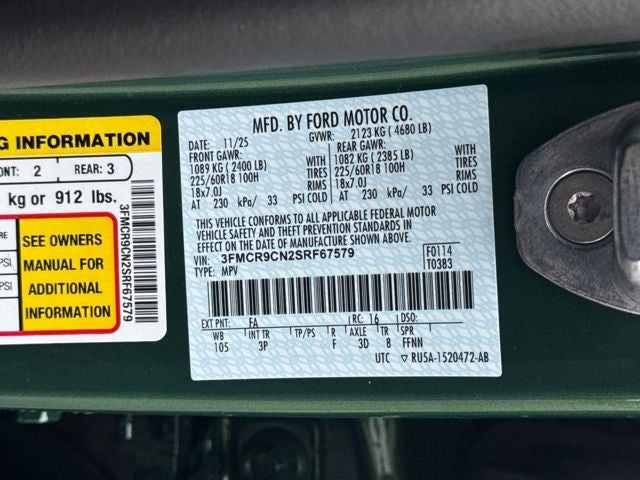 G INFORMATION
ONT: 2 REAR: 3
kg or 912 lbs.
RE
PSI
PSI
SEE OWNERS
MANUAL FOR
ADDITIONAL
INFORMATION
3FMCR9CN2SRF67579
MFD. BY FORD MOTOR CO.
DATE: 11/25 GVWR: 2123 KG ( 4680 LB)
FRONT GAWR: REAR GAWR:
1089 KG ( 2400 LB) WITH 1082 KG ( 2385 LB) WITH
225/60R18 100H TIRES 225/60R18 100H TIRES
18x7.0J RIMS 18x7.0J RIMS
AT 230 kPa/ 33 PSI COLD AT 230 kPa/ 33 PSI COLD
THIS VEHICLE CONFORMS TO ALL APPLICABLE FEDERAL MOTOR
VEHICLE SAFETY AND THEFT PREVENTION STANDARDS IN
EFFECT ON THE DATE OF MANUFACTURE SHOWN ABOVE.
VIN: 3FMCR9CN2SRF67579 F0114
TYPE: MPV T0383
EXT PNT: FA RC: 16 DSO:
WB INT TR TP/PS R AXLE TR SPR
105 3P F 3D 8 FFNN
UTC RU5A-1520472-AB